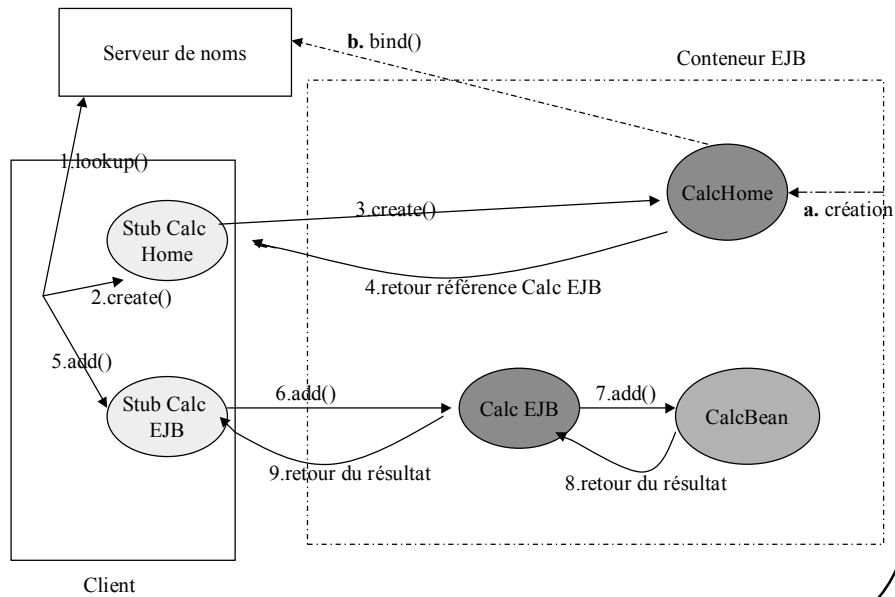 Serveur de noms
b. bind()
Conteneur EJB
1.lookup()
CalcHome
3.create()
a. création
Stub Calc
Home
4.retour référence Calc EJB
2.create()
5.add()
6.add()
7.add()
Stub Calc
EJB
Calc EJB
CalcBean
9.retour du résultat
8.retour du résultat
Client